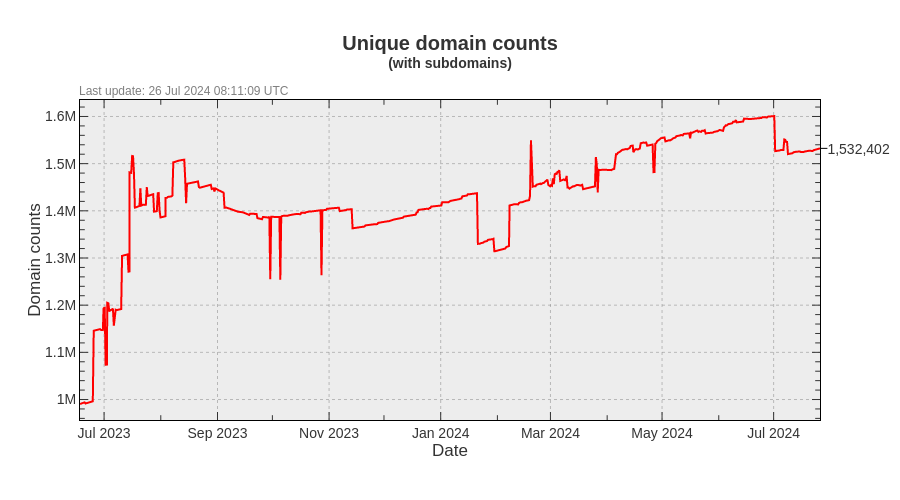 Unique domain counts
(with subdomains)
Last update: 26 Jul 2024 08:11:09 UTC
1.6M
1.5M
1,532,402
1.4M
1.3M
1.2M
1.1M
1M
Domain counts
Jul 2023 Sep 2023 Nov 2023 Jan 2024 Mar 2024 May 2024 Jul 2024
Date